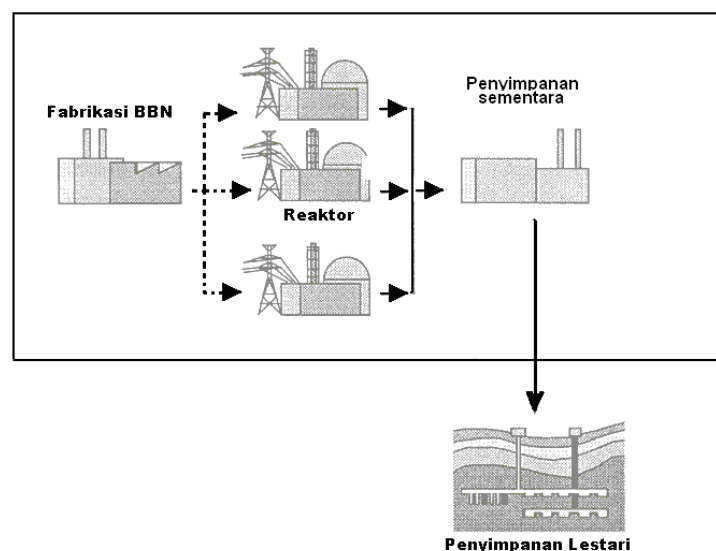 Fabrikasi BBN
Penyimpanan
sementara
Reaktor
Penyimpanan Lestari